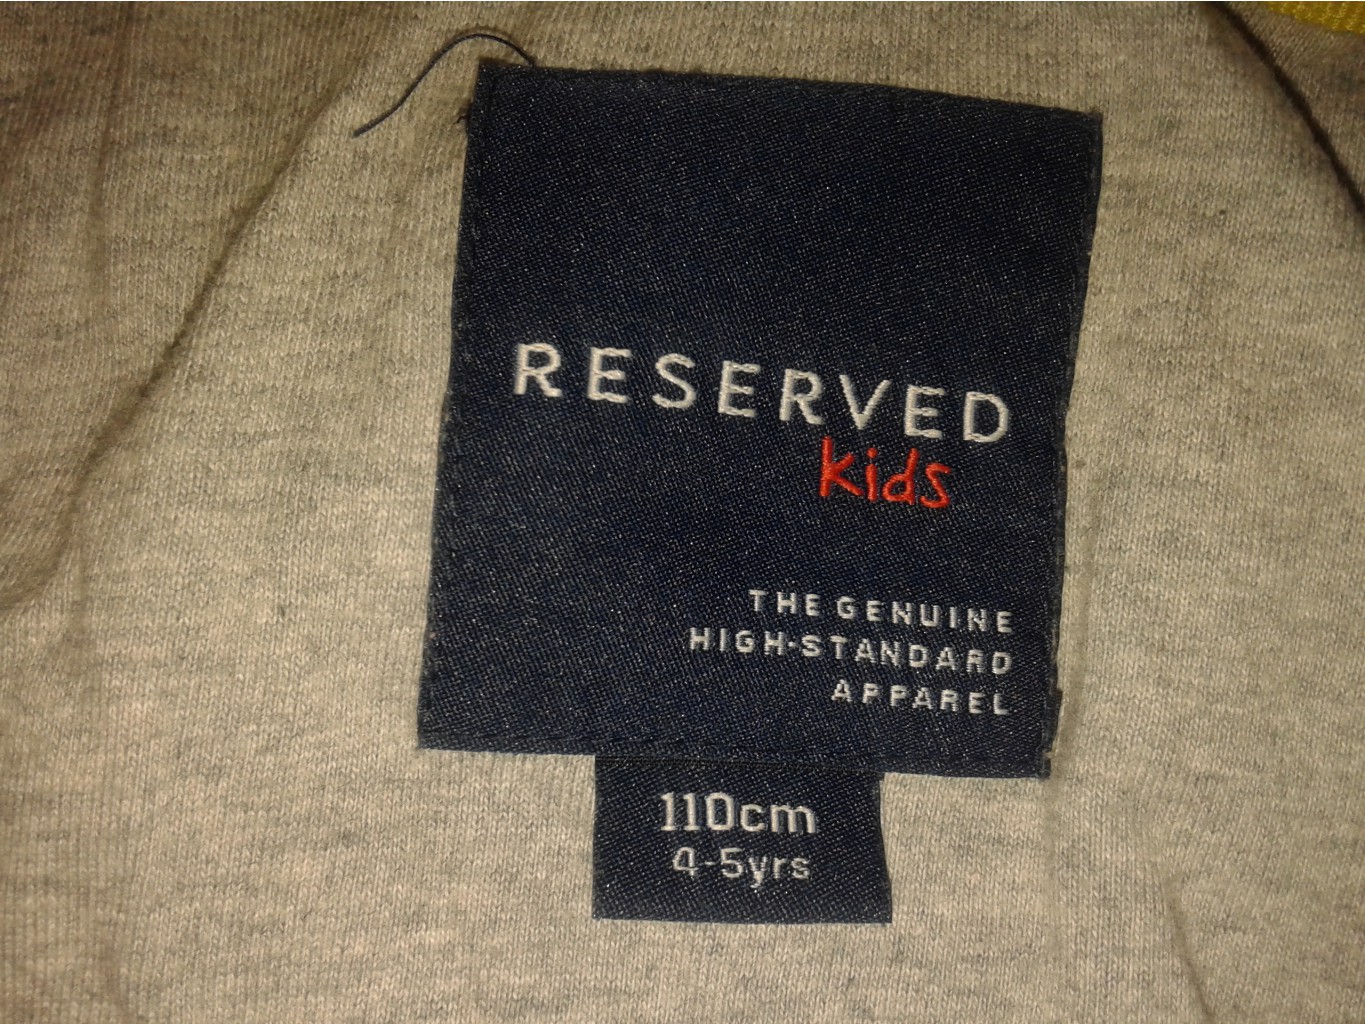 RESERVED
kids
THE GENUINE
HIGH-STANDARD
APPAREL
110cm
4-5yrs